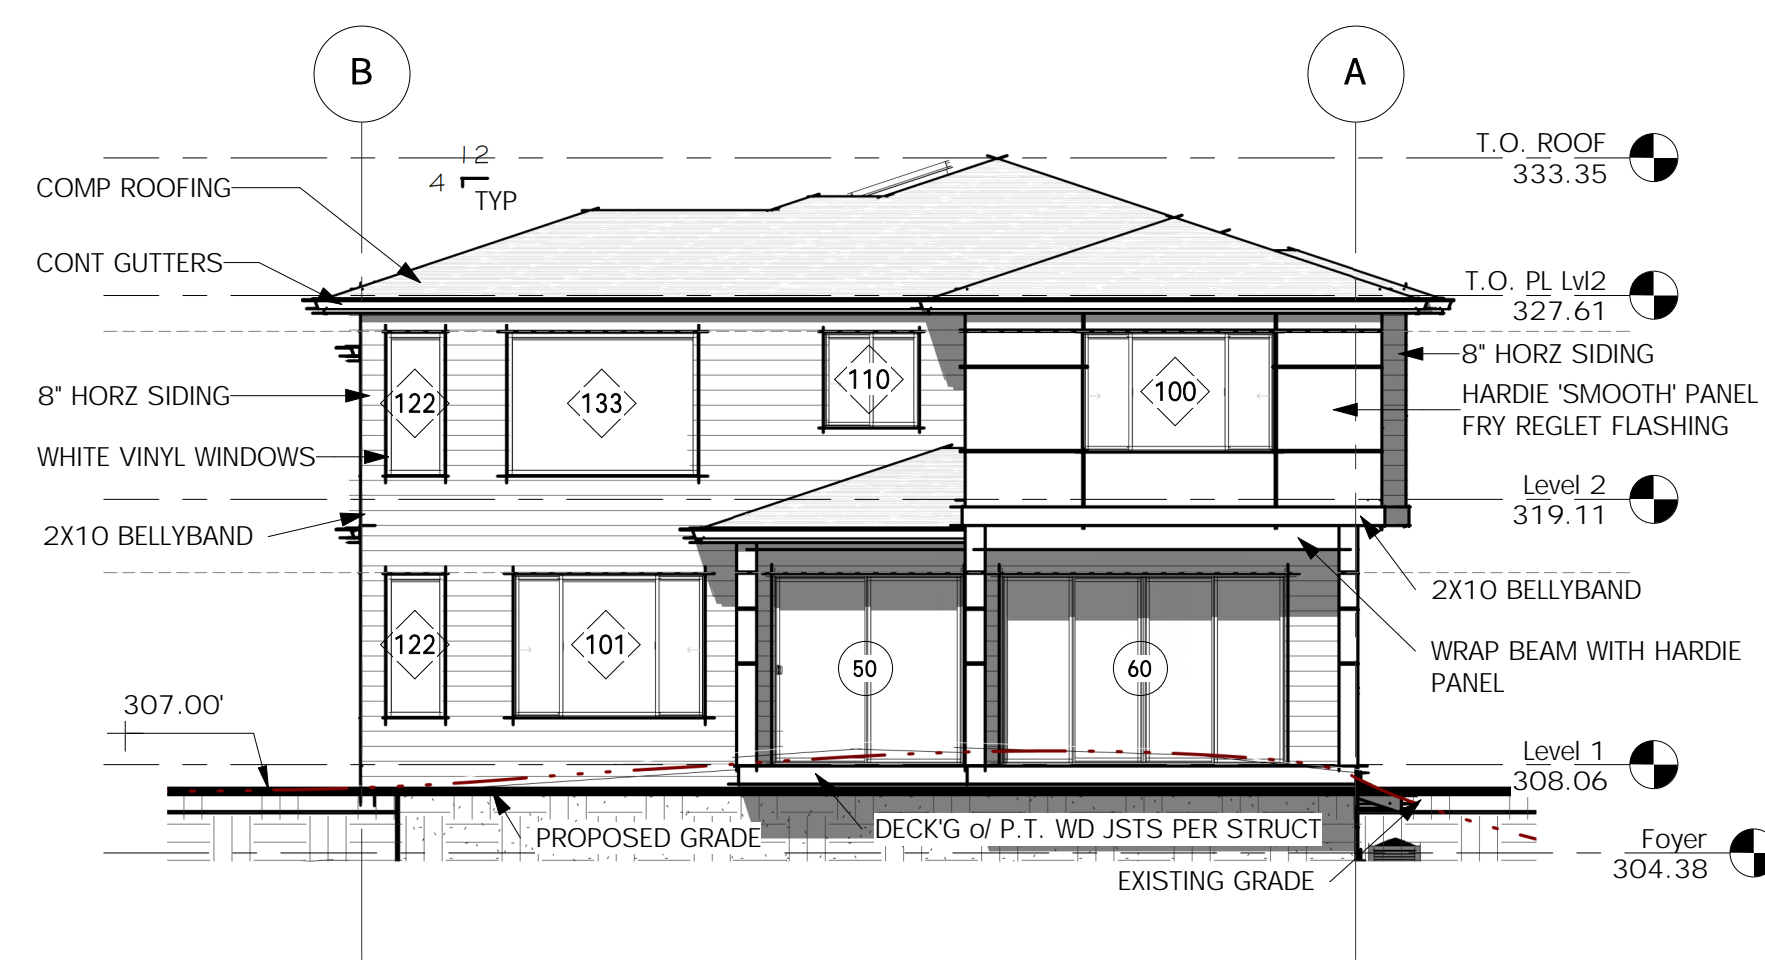 B
A
T.O. ROOF
333.35
12
4
TYP
COMP ROOFING
CONT GUTTERS
T.O. PL Lvl2
327.61
8" HORZ SIDING
8" HORZ SIDING
HARDIE 'SMOOTH' PANEL
FRY REGLET FLASHING
122
133
110
100
WHITE VINYL WINDOWS
Level 2
319.11
2X10 BELLYBAND
2X10 BELLYBAND
122
101
50
60
WRAP BEAM WITH HARDIE
PANEL
307.00'
Level 1
308.06
PROPOSED GRADE
DECK'G o/ P.T. WD JSTS PER STRUCT
EXISTING GRADE
Foyer
304.38